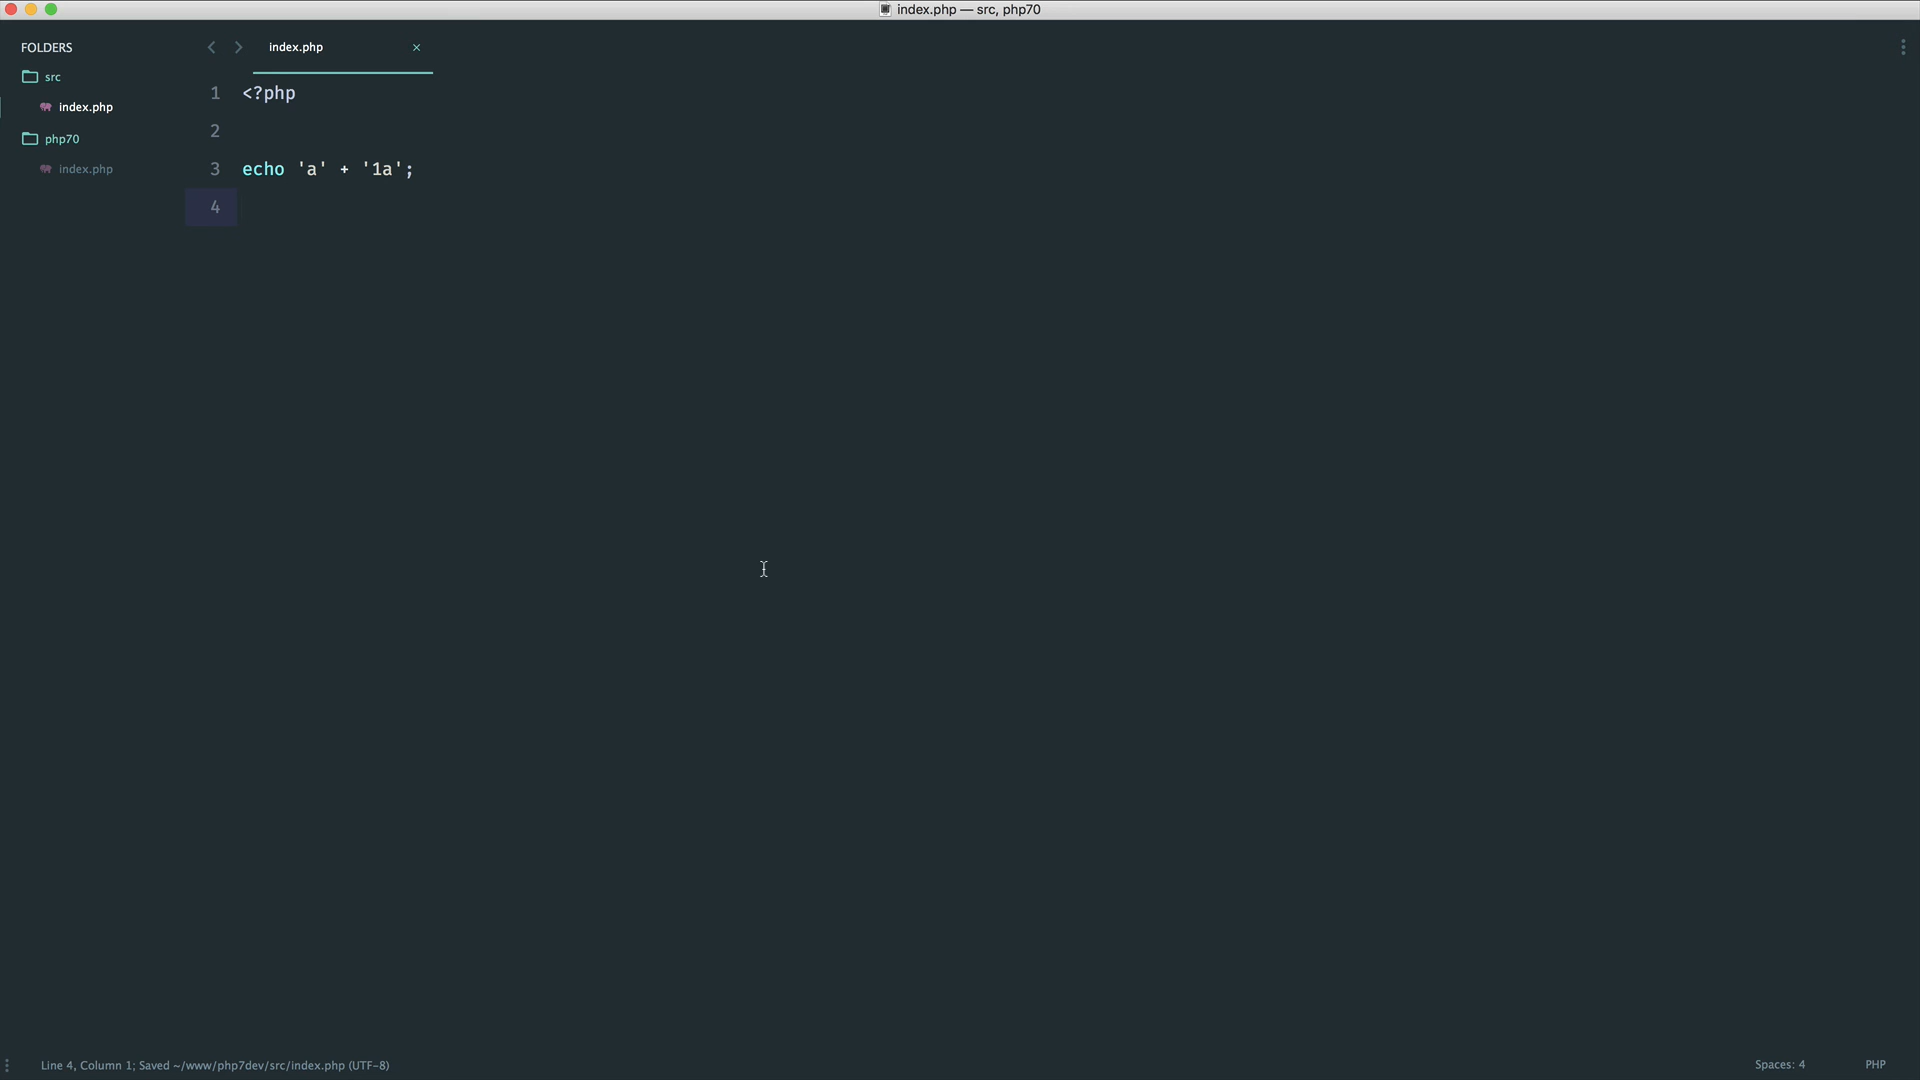 index.php — src, php70
FOLDERS
src
index.php
php70
index.php
index.php
1 <?php
2
3 echo 'a' + '1a';
4
Line 4, Column 1; Saved ~/www/php7dev/src/index.php (UTF-8)
Spaces: 4
PHP